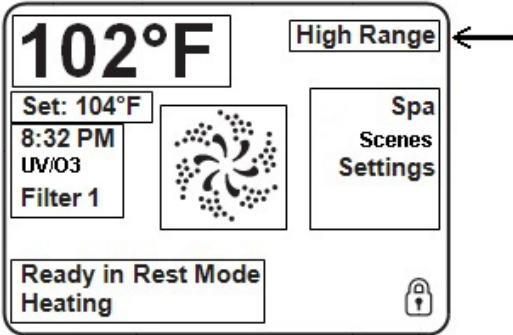 102°F
High Range
Set: 104°F
8:32 PM
UV/O3
Filter 1
Spa
Scenes
Settings
Ready in Rest Mode
Heating